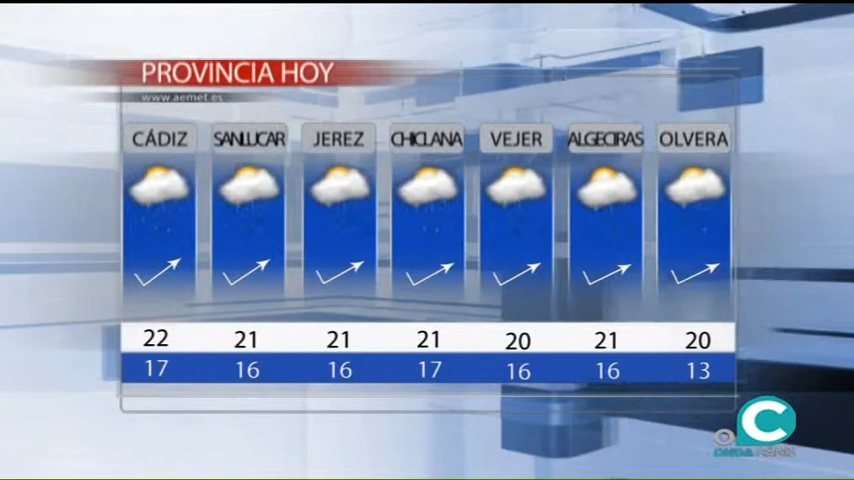 PROVINCIA HOY
www.aemet.es
CÁDIZ SANLUCAR JEREZ CHICLANA VEJER ALGECIRAS OLVERA
22 21 21 21 20 21 20
17 16 16 17 16 16 13
C
ONDACÁDIZ